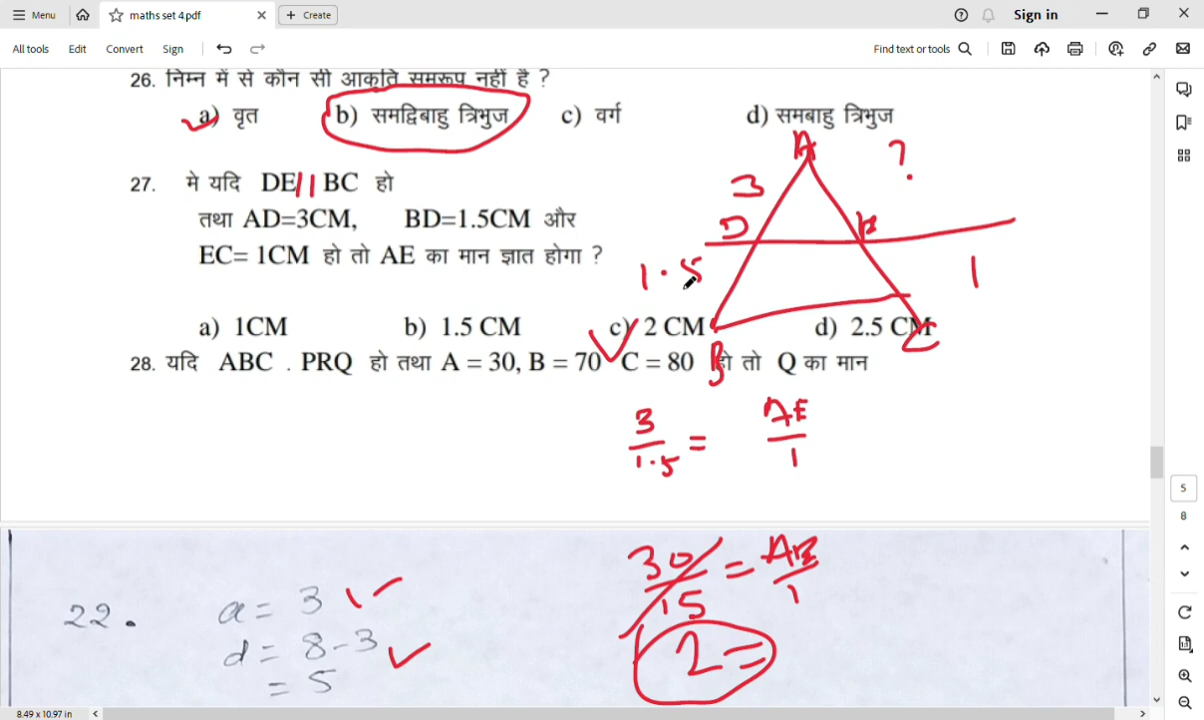 Menu
maths set 4.pdf
Create
Sign in
All tools
Edit
Convert
Sign
Find text or tools
26. निम्न में से कौन सी आकृति समरूप नहीं है ?
a) वृत
b) समद्विबाहु त्रिभुज
c) वर्ग
d) समबाहु त्रिभुज
27. मे यदि DE || BC हो
तथा AD=3CM, BD=1.5CM और
EC= 1CM हो तो AE का मान ज्ञात होगा ?
a) 1CM
b) 1.5 CM
c) 2 CM
d) 2.5 CM
28. यदि ABC . PRQ हो तथा A = 30, B = 70 C = 80 हो तो Q का मान
A
?
3
D
E
1.5
1
B
C
3/1.5 = AE/1
30/15 = AE/1
2=
22.
a = 3
d = 8-3
= 5
5
8
8.49 x 10.97 in